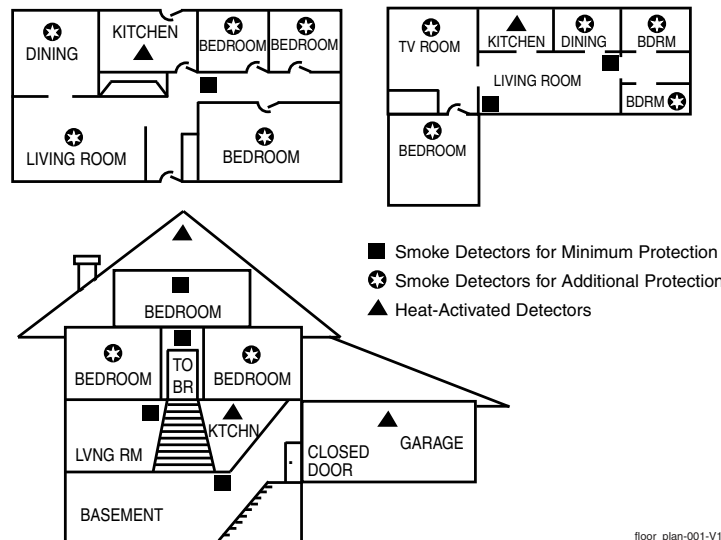 DINING
KITCHEN
BEDROOM
BEDROOM
LIVING ROOM
BEDROOM
TV ROOM
KITCHEN
DINING
BDRM
LIVING ROOM
BDRM
BEDROOM
Smoke Detectors for Minimum Protection
Smoke Detectors for Additional Protection
Heat-Activated Detectors
BEDROOM
BEDROOM
TO
BR
BEDROOM
LVNG RM
KTCHN
CLOSED
DOOR
GARAGE
BASEMENT
floor_plan-001-V1